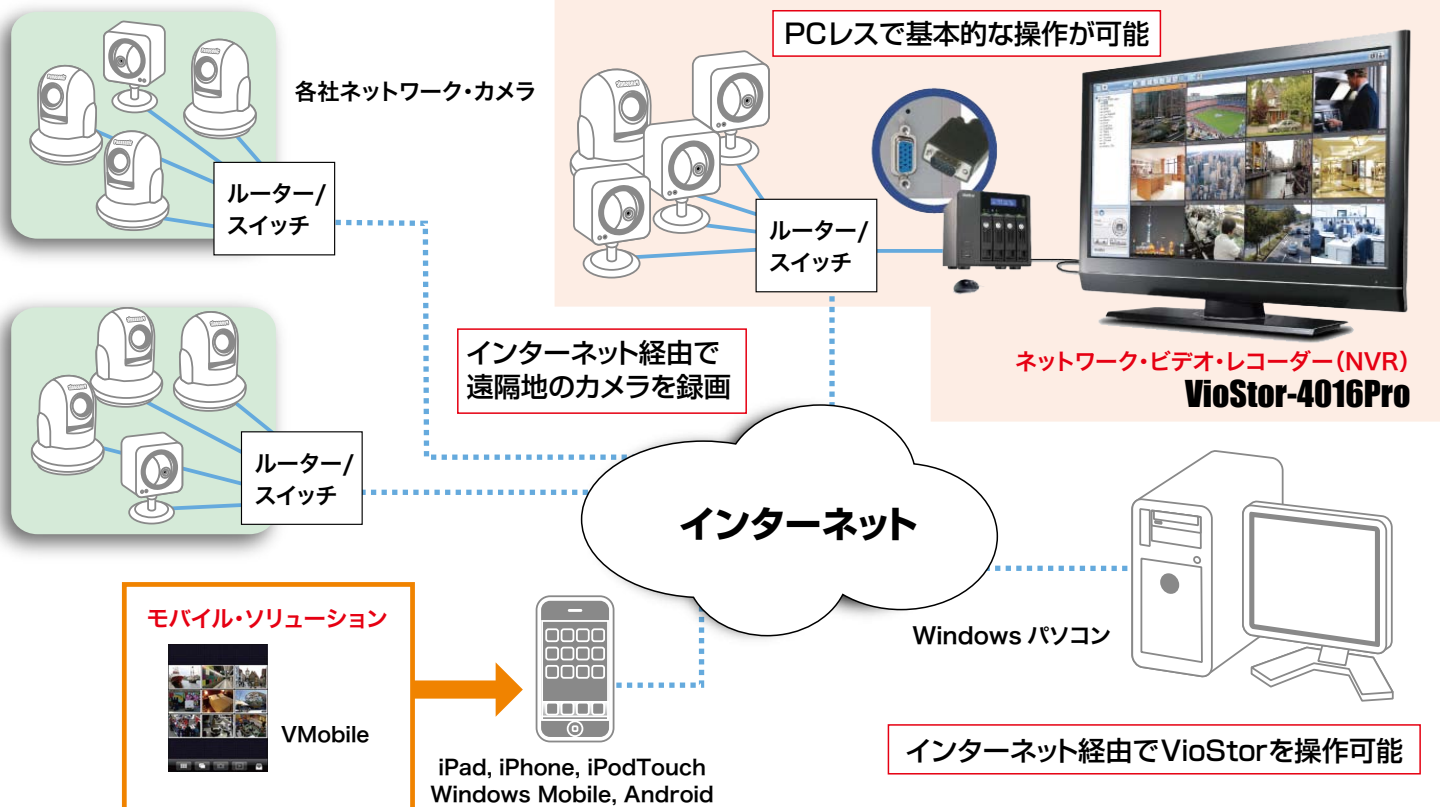 PCレスで基本的な操作が可能
各社ネットワーク・カメラ
ルーター/
スイッチ
ルーター/
スイッチ
インターネット経由で
遠隔地のカメラを録画
ネットワーク・ビデオ・レコーダー(NVR)
VioStor-4016Pro
ルーター/
スイッチ
インターネット
Windows パソコン
モバイル・ソリューション
VMobile
iPad, iPhone, iPodTouch
Windows Mobile, Android
インターネット経由でVioStorを操作可能